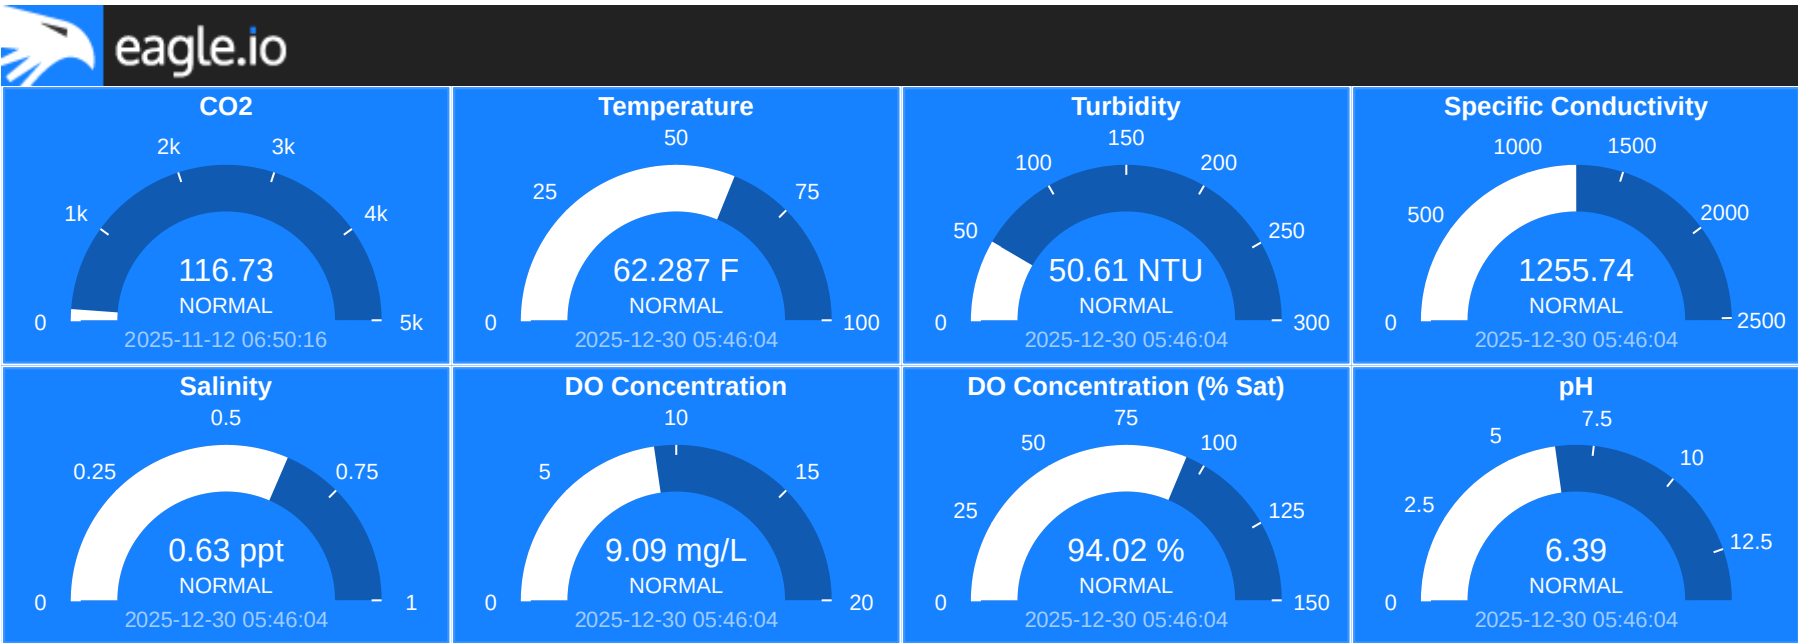 eagle.io
CO2
2k 3k
1k 4k
116.73
NORMAL
0 5k
2025-11-12 06:50:16
Temperature
50
25 75
62.287 F
NORMAL
0 100
2025-12-30 05:46:04
Turbidity
150
100 200
50 250
50.61 NTU
NORMAL
0 300
2025-12-30 05:46:04
Specific Conductivity
1000 1500
500 2000
1255.74
NORMAL
0 2500
2025-12-30 05:46:04
Salinity
0.5
0.25 0.75
0.63 ppt
NORMAL
0 1
2025-12-30 05:46:04
DO Concentration
10
5 15
9.09 mg/L
NORMAL
0 20
2025-12-30 05:46:04
DO Concentration (% Sat)
75
50 100
25 125
94.02 %
NORMAL
0 150
2025-12-30 05:46:04
pH
7.5
5 10
2.5 12.5
6.39
NORMAL
0
2025-12-30 05:46:04